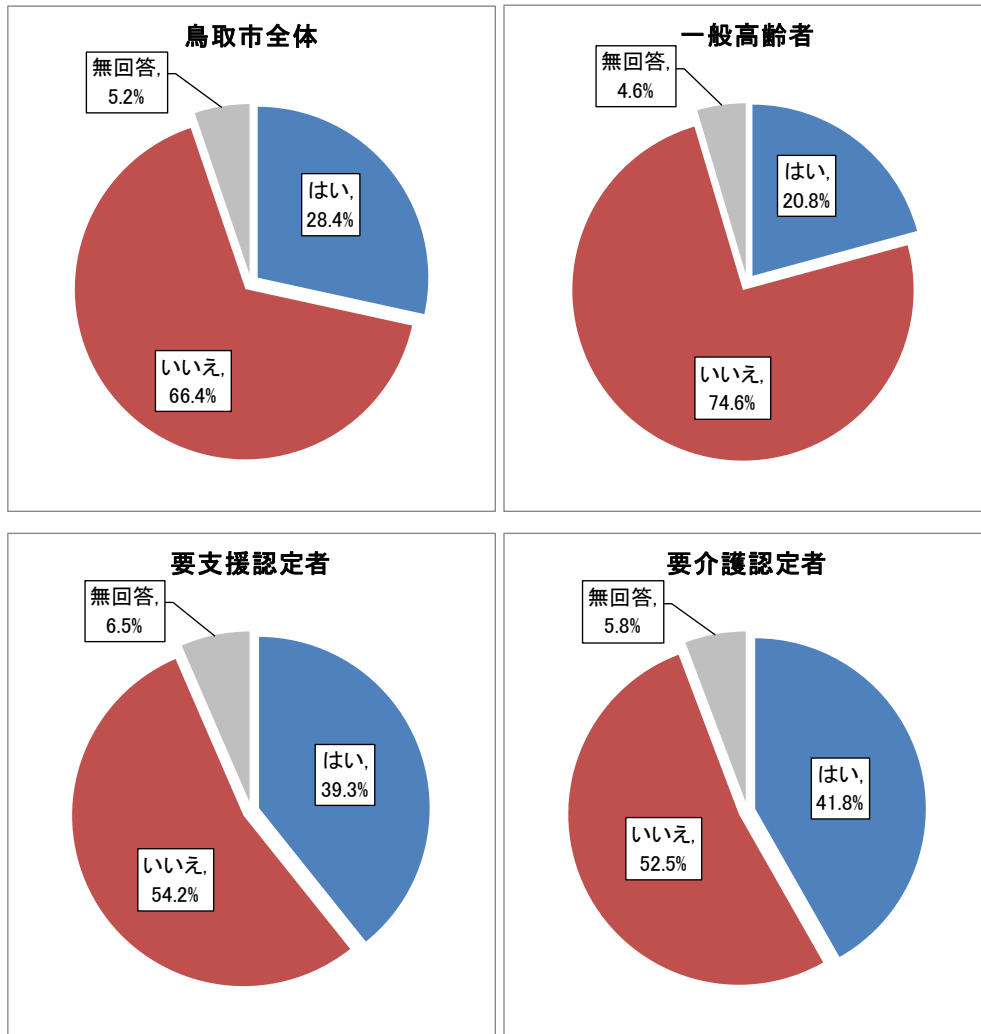 鳥取市全体
無回答,
5.2%
はい,
28.4%
いいえ,
66.4%
一般高齢者
無回答,
4.6%
はい,
20.8%
いいえ,
74.6%
要支援認定者
無回答,
6.5%
はい,
39.3%
いいえ,
54.2%
要介護認定者
無回答,
5.8%
はい,
41.8%
いいえ,
52.5%